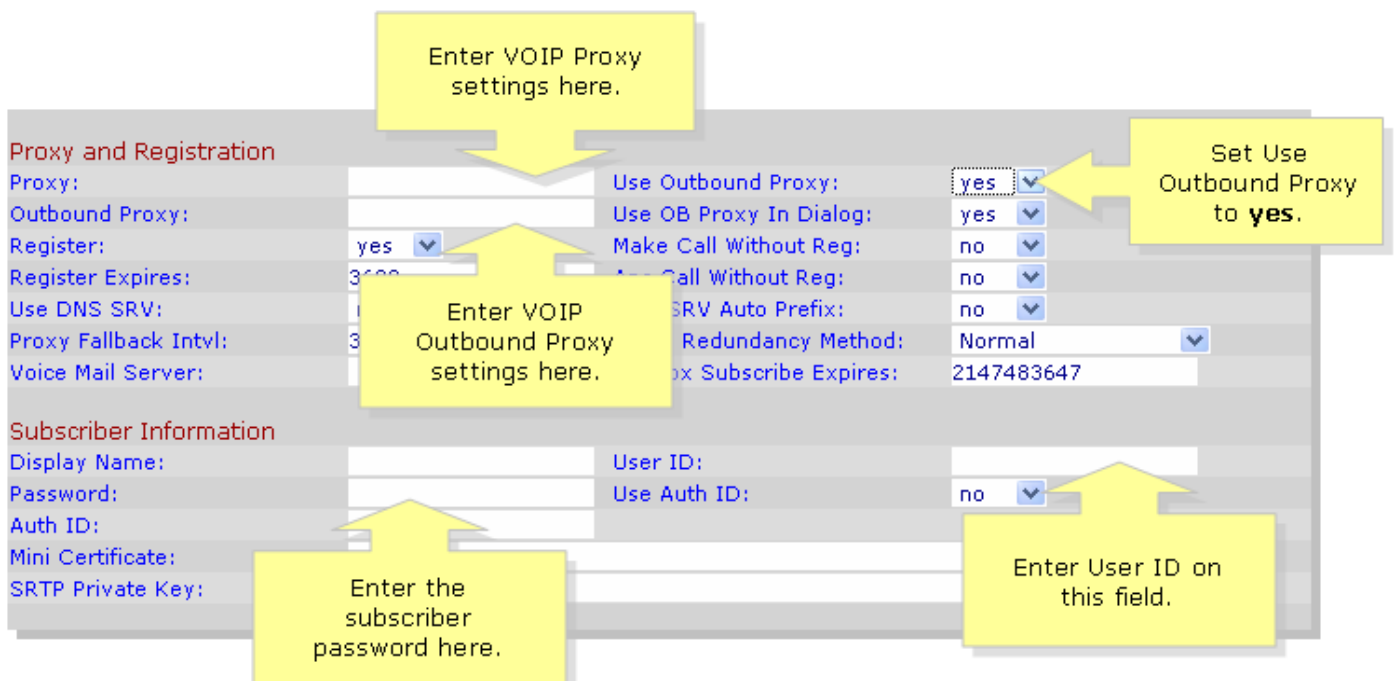 Enter VOIP Proxy
settings here.
Proxy and Registration
Proxy: Use Outbound Proxy: yes
Set Use
Outbound Proxy
to yes.
Outbound Proxy: Use OB Proxy In Dialog: yes
Register: yes Make Call Without Reg: no
Register Expires: Call Without Reg: no
Use DNS SRV: SRV Auto Prefix: no
Proxy Fallback Intvl: 3 Redundancy Method: Normal
Voice Mail Server: Subscribe Expires: 2147483647
Enter VOIP
Outbound Proxy
settings here.
Subscriber Information
Display Name: User ID:
Password: Use Auth ID: no
Auth ID:
Mini Certificate:
SRTP Private Key:
Enter the
subscriber
password here.
Enter User ID on
this field.